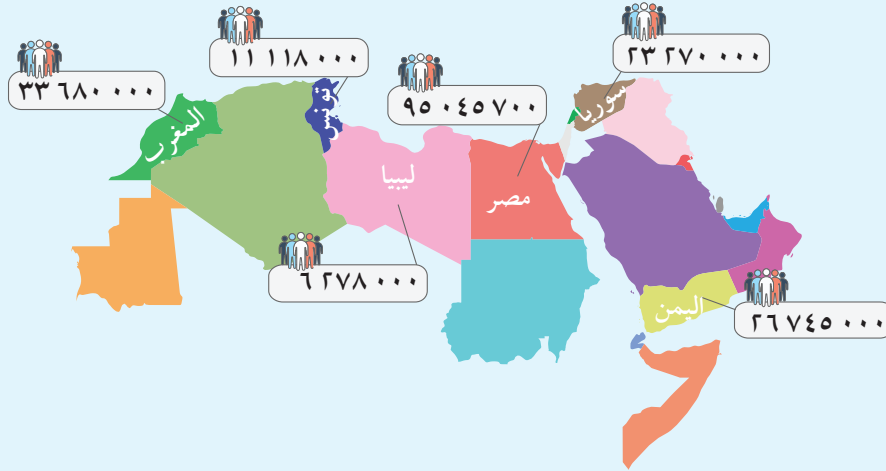 ١١ ١١٨ ٠٠٠
٢٣ ٢٧٠ ٠٠٠
٣٣ ٦٨٠ ٠٠٠
٩٥ ٠٤٥ ٧٠٠
سوريا
تونس
المغرب
ليبيا
مصر
٦ ٢٧٨ ٠٠٠
اليمن
٢٦ ٧٤٥ ٠٠٠